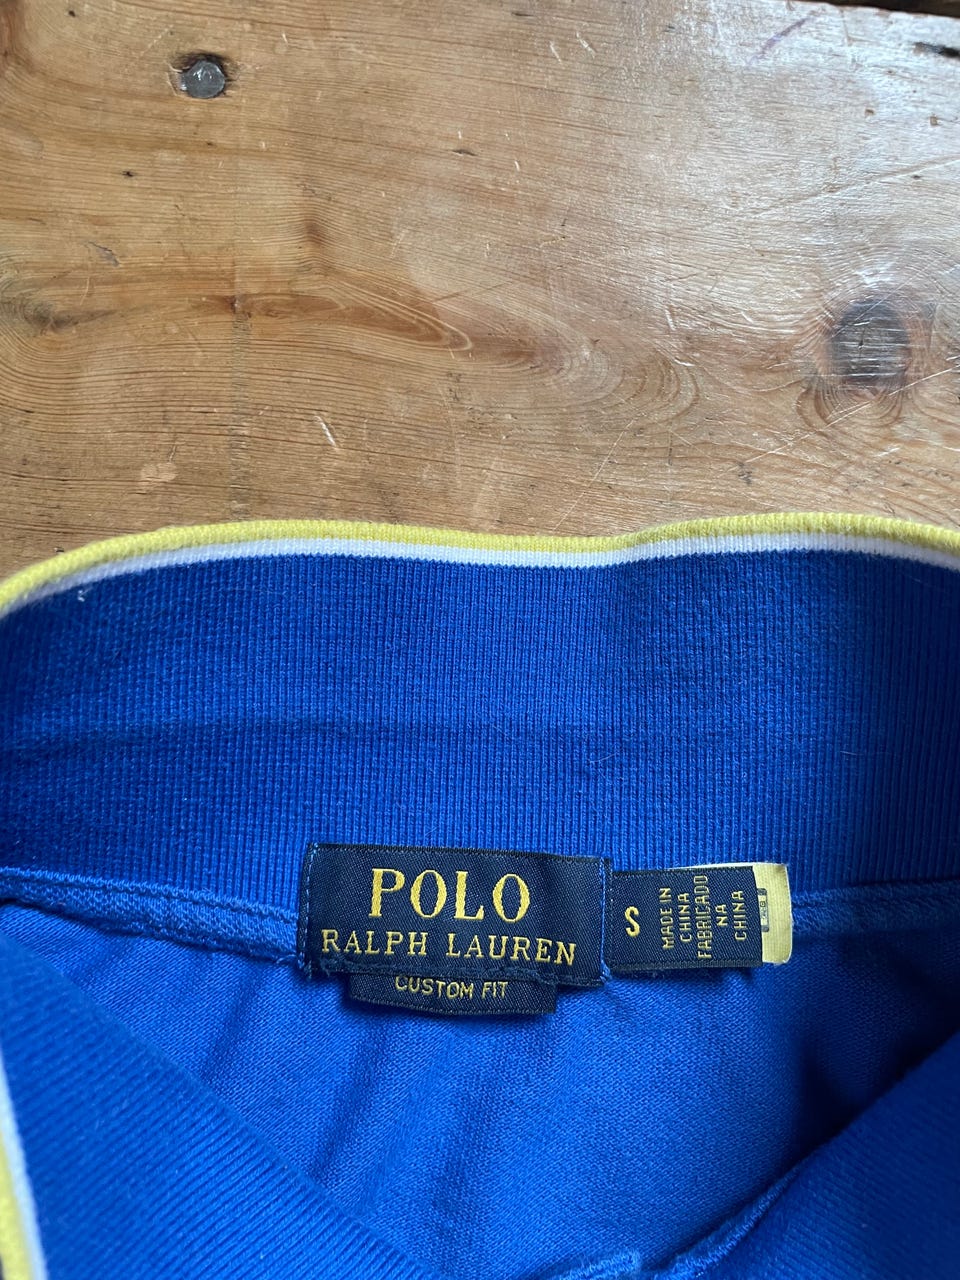 POLO
RALPH LAUREN
CUSTOM FIT
S
MADE IN
CHINA
FABRICADO
NA
CHINA